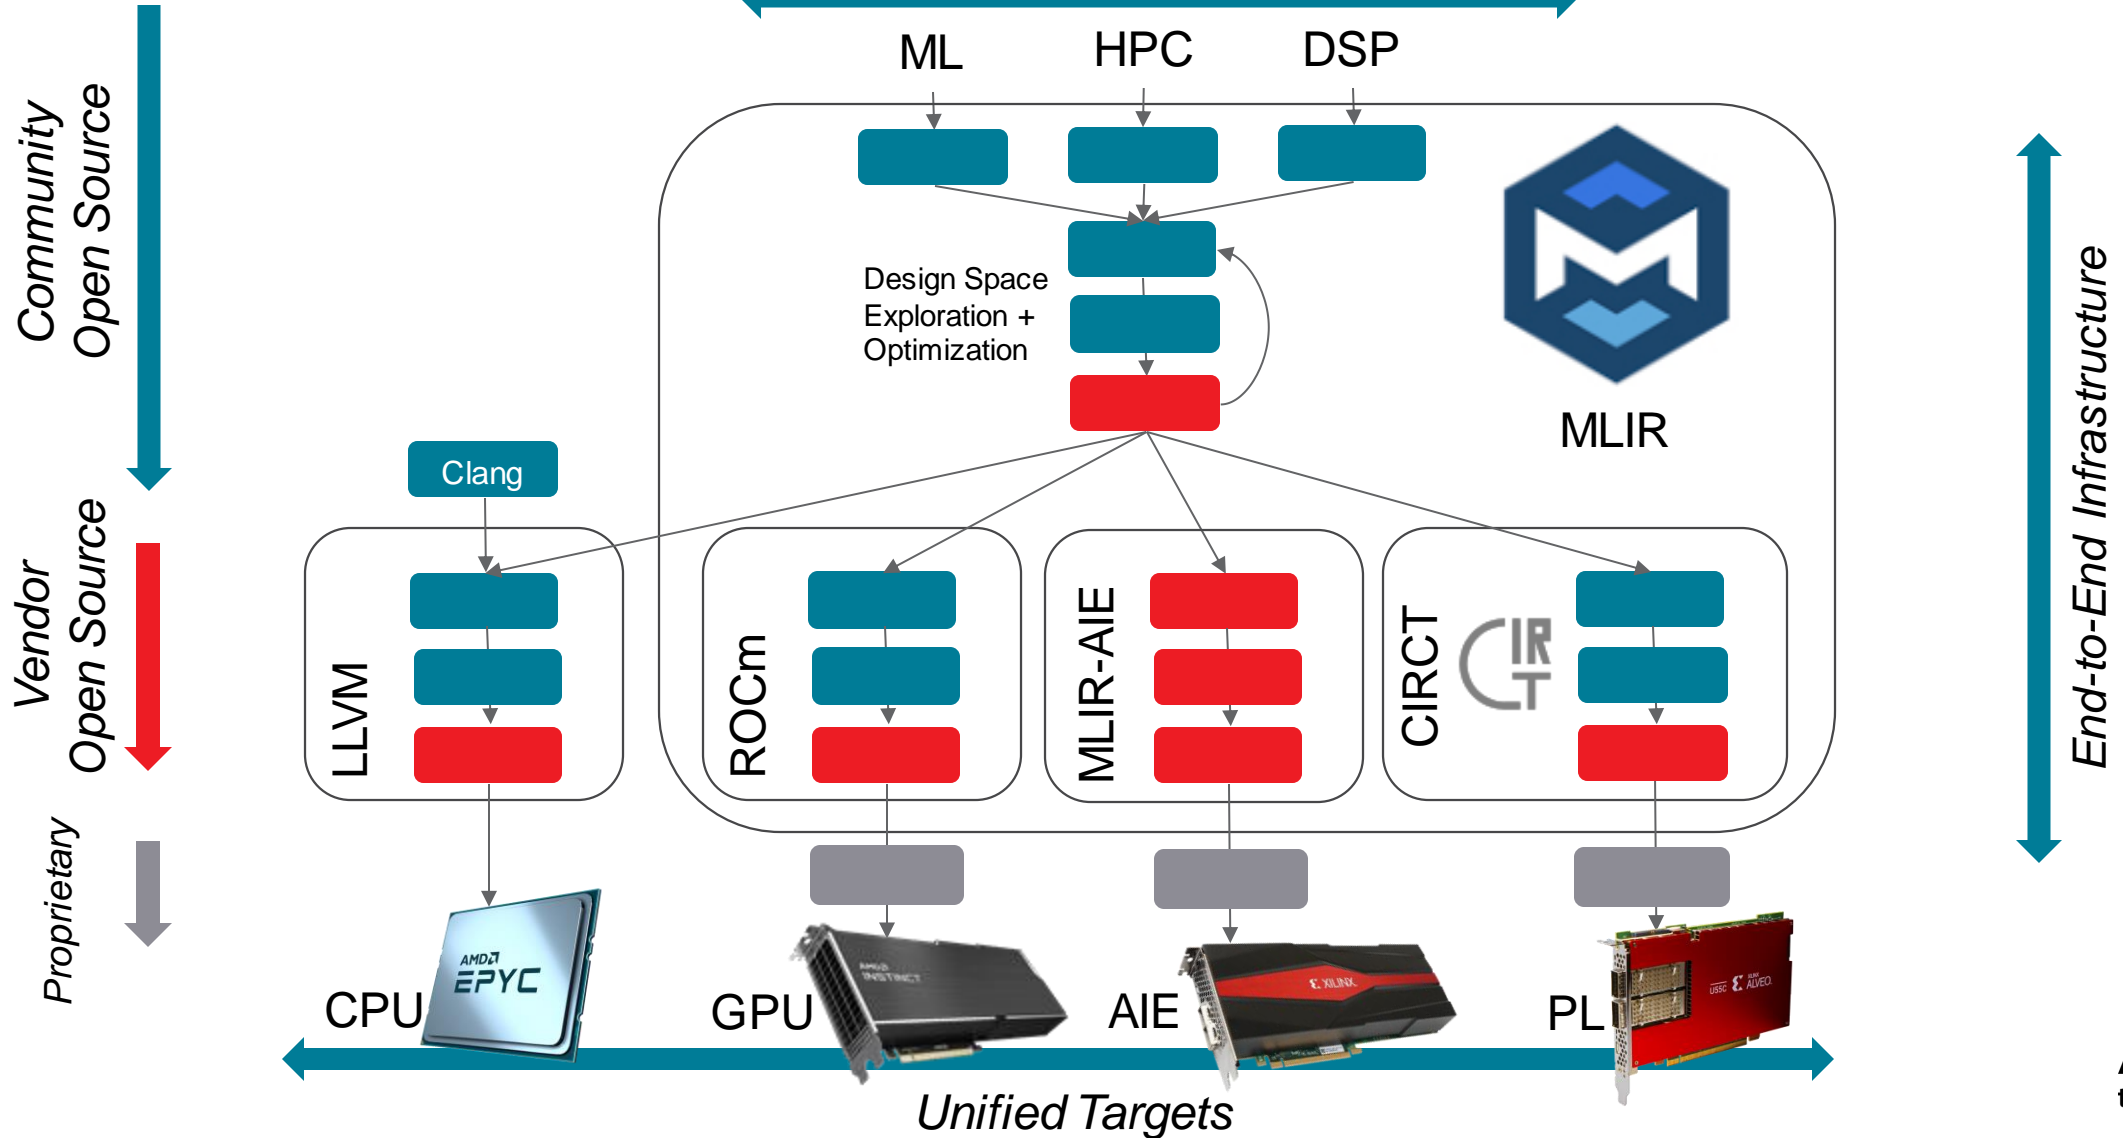 ML
HPC
DSP
Community
Open Source
Design Space
Exploration +
Optimization
MLIR
Clang
End-to-End Infrastructure
Vendor
Open Source
LLVM
ROCm
MLIR-AIE
CIRCT
CIRCT
Proprietary
CPU
AMD
EPYC
GPU
AMD
INSTINCT
AIE
XILINX
PL
U55C
XILINX
ALVEO
Unified Targets